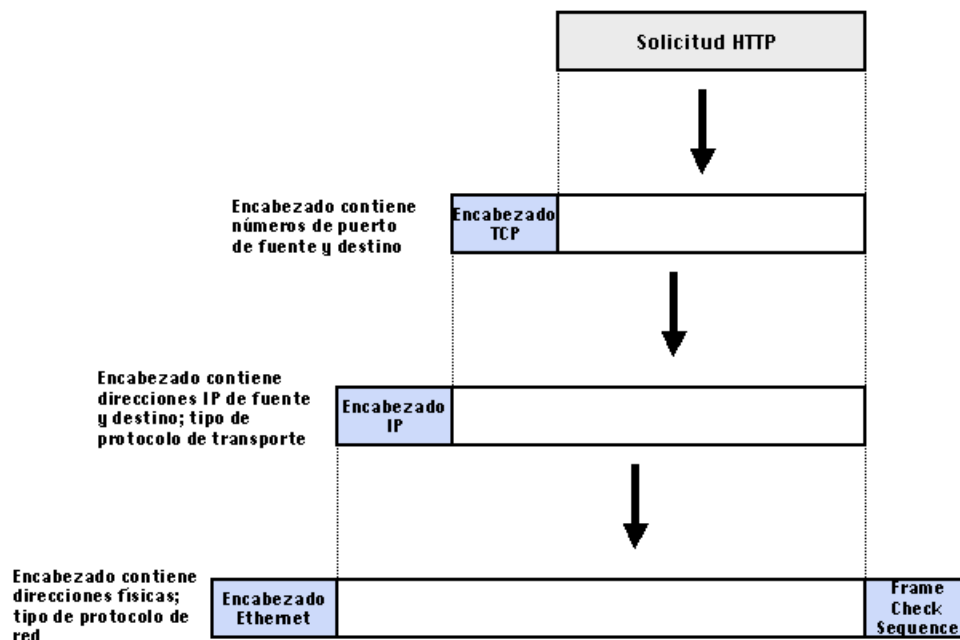 Solicitud HTTP
Encabezado contiene
números de puerto
de fuente y destino
Encabezado
TCP
Encabezado contiene
direcciones IP de fuente
y destino; tipo de
protocolo de transporte
Encabezado
IP
Encabezado contiene
direcciones físicas;
tipo de protocolo de
red
Encabezado
Ethernet
Frame
Check
Sequence